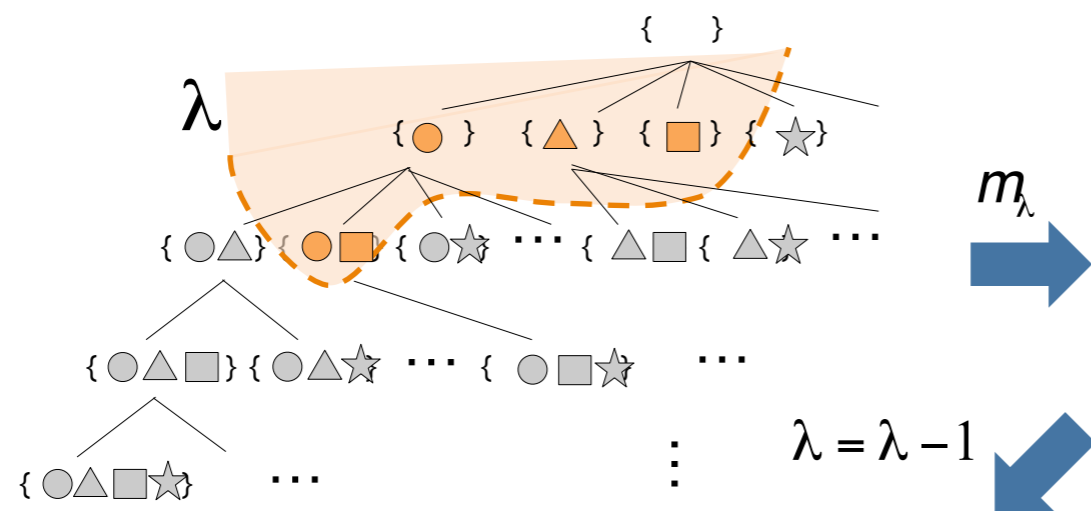 { }
λ
{ } { } { } { }
m_λ
{ } { } { } ... { } { } ...
{ } { } ... { } ...
λ = λ − 1
{ } ... ⋮